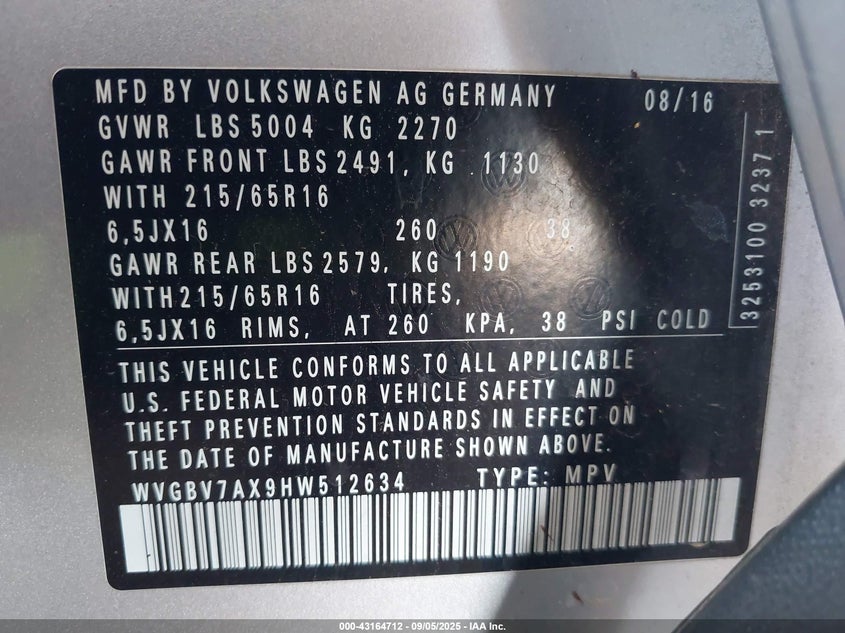 MFD BY VOLKSWAGEN AG GERMANY 08/16
GVWR LBS 5004 KG 2270
GAWR FRONT LBS 2491, KG 1130
WITH 215/65R16
6,5JX16 260 38
GAWR REAR LBS 2579, KG 1190
WITH 215/65R16 TIRES,
6,5JX16 RIMS, AT 260 KPA, 38 PSI COLD
THIS VEHICLE CONFORMS TO ALL APPLICABLE
U.S. FEDERAL MOTOR VEHICLE SAFETY AND
THEFT PREVENTION STANDARDS IN EFFECT ON
THE DATE OF MANUFACTURE SHOWN ABOVE.
WVGBV7AX9HW512634 TYPE: MPV
3253100 3237 1
000-43164712 - 09/05/2025 - IAA Inc.